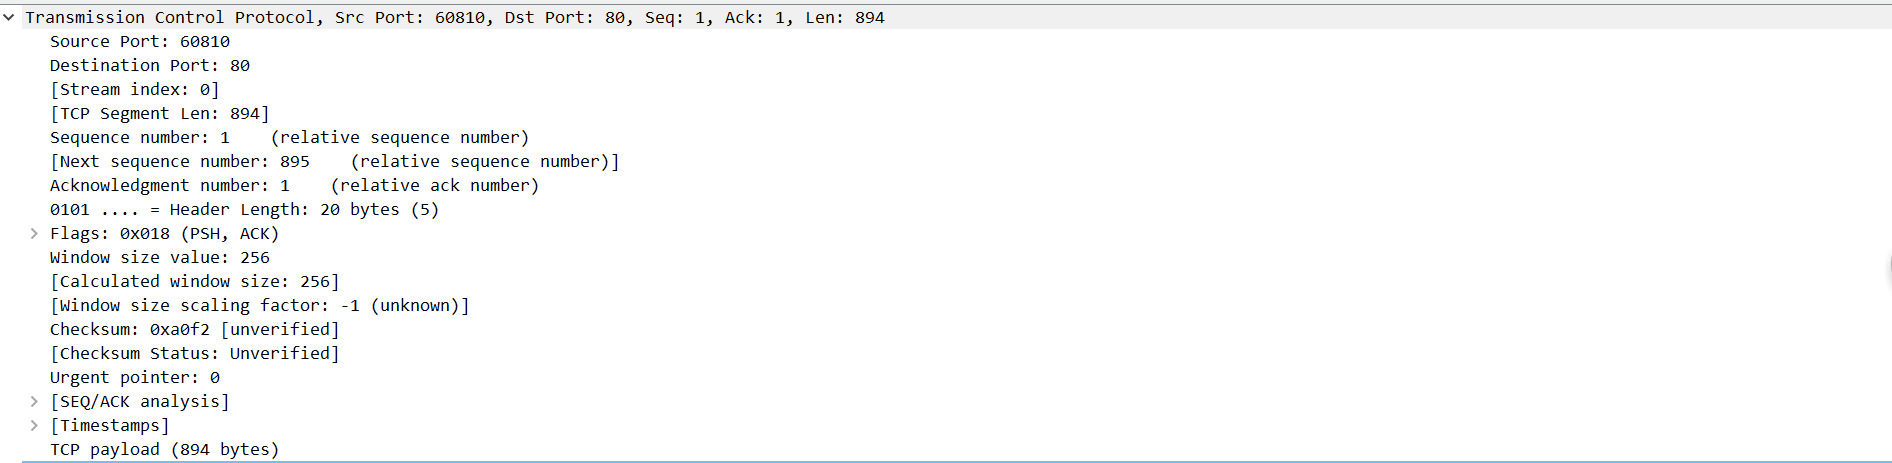 Transmission Control Protocol, Src Port: 60810, Dst Port: 80, Seq: 1, Ack: 1, Len: 894
Source Port: 60810
Destination Port: 80
[Stream index: 0]
[TCP Segment Len: 894]
Sequence number: 1    (relative sequence number)
[Next sequence number: 895    (relative sequence number)]
Acknowledgment number: 1    (relative ack number)
0101 .... = Header Length: 20 bytes (5)
Flags: 0x018 (PSH, ACK)
Window size value: 256
[Calculated window size: 256]
[Window size scaling factor: -1 (unknown)]
Checksum: 0xa0f2 [unverified]
[Checksum Status: Unverified]
Urgent pointer: 0
[SEQ/ACK analysis]
[Timestamps]
TCP payload (894 bytes)